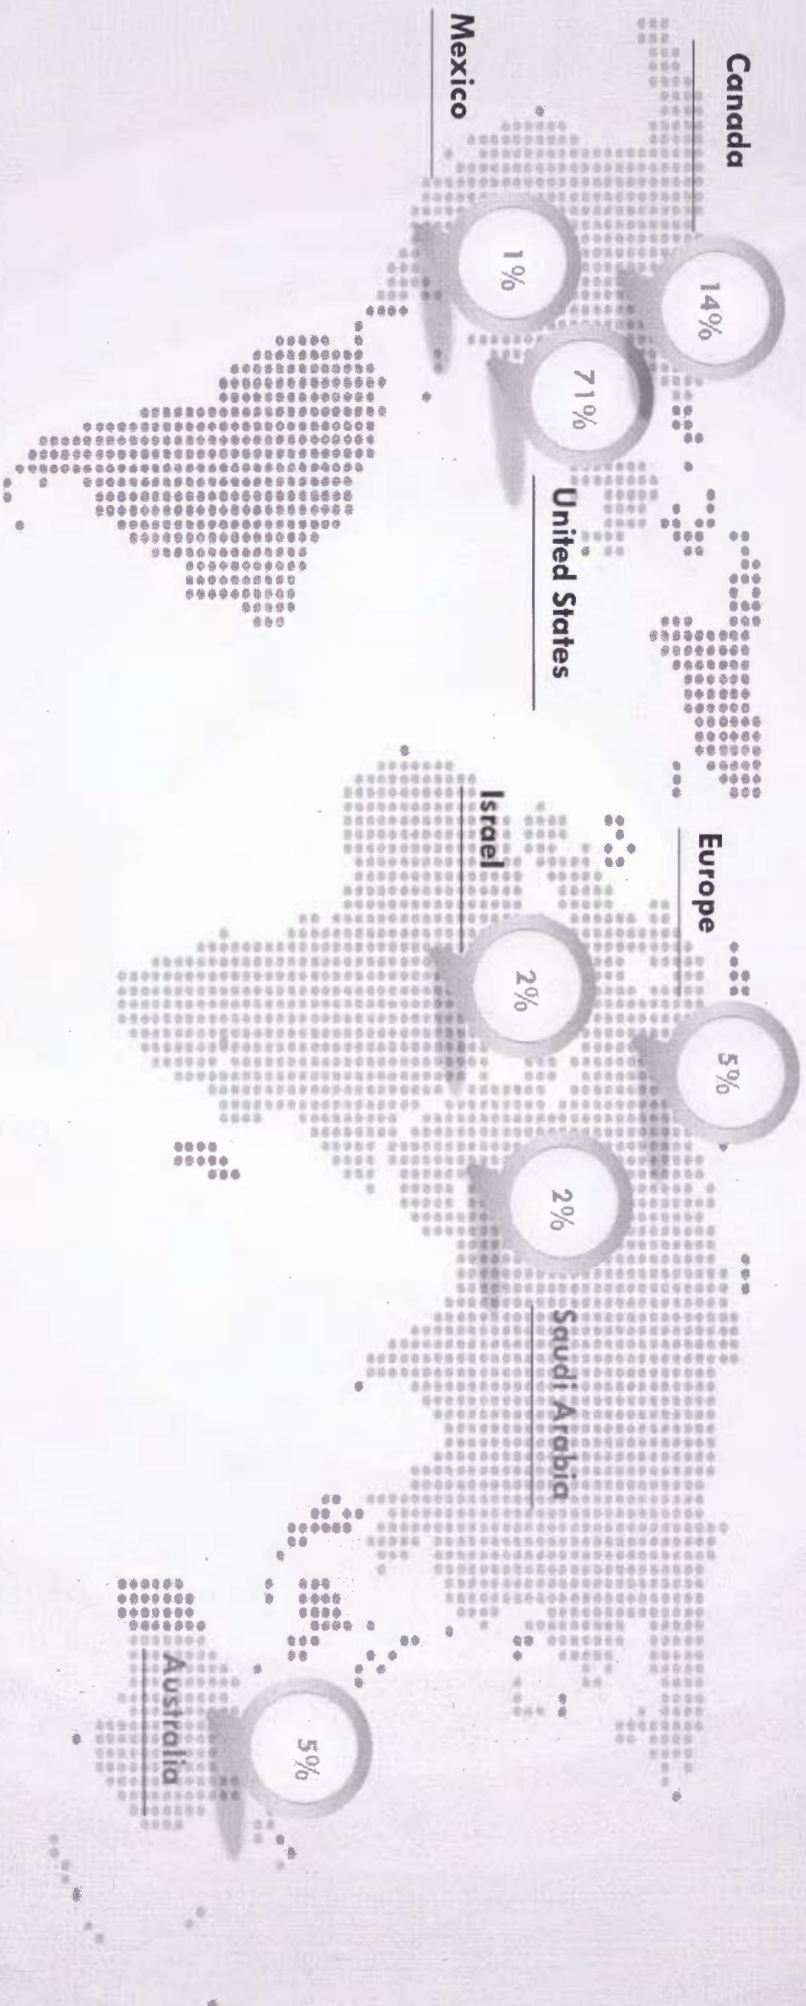 Canada
14%
Mexico
1%
71%
United States
Europe
5%
Israel
2%
2%
Saudi Arabia
Australia
5%